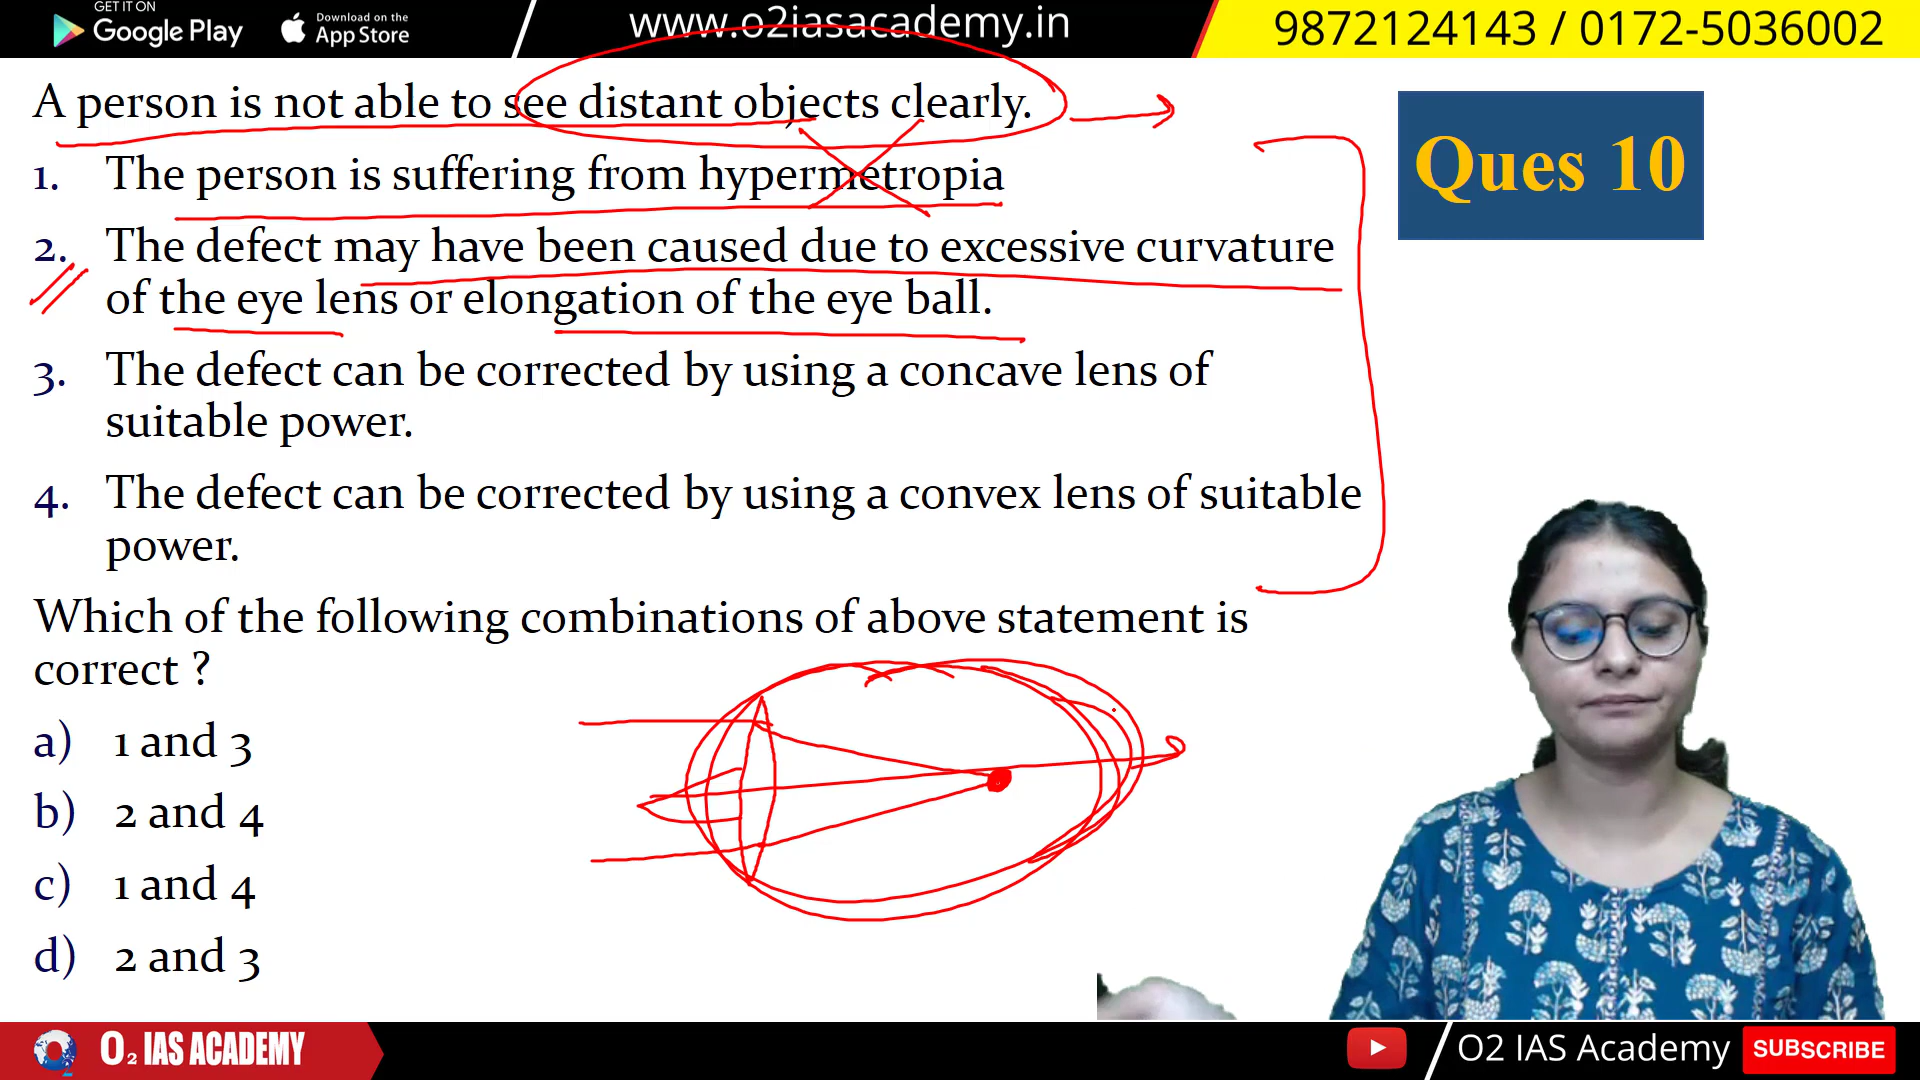 GET IT ON
Google Play
Download on the
App Store
www.o2iasacademy.in
9872124143 / 0172-5036002
A person is not able to see distant objects clearly.
Ques 10
1. The person is suffering from hypermetropia
2. The defect may have been caused due to excessive curvature
of the eye lens or elongation of the eye ball.
3. The defect can be corrected by using a concave lens of
suitable power.
4. The defect can be corrected by using a convex lens of suitable
power.
Which of the following combinations of above statement is
correct ?
a) 1 and 3
b) 2 and 4
c) 1 and 4
d) 2 and 3
O2 IAS ACADEMY
O2 IAS Academy
SUBSCRIBE